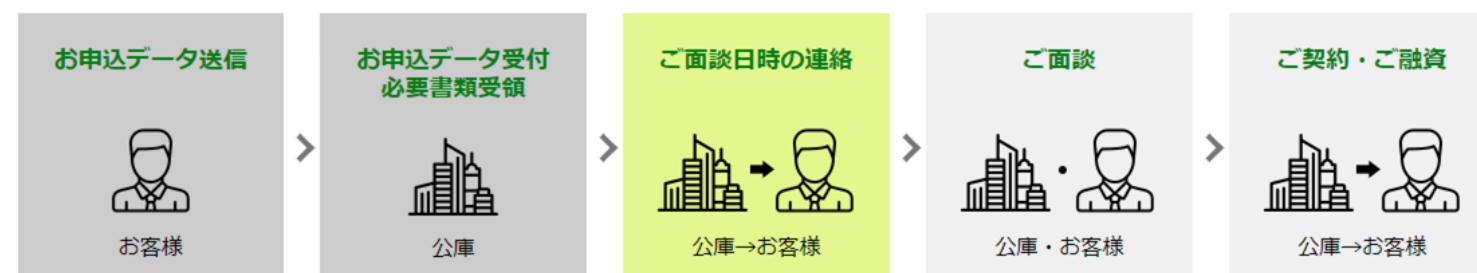 お申込データ送信
お客様
お申込データ受付
必要書類受領
公庫
ご面談日時の連絡
公庫→お客様
ご面談
公庫・お客様
ご契約・ご融資
公庫→お客様